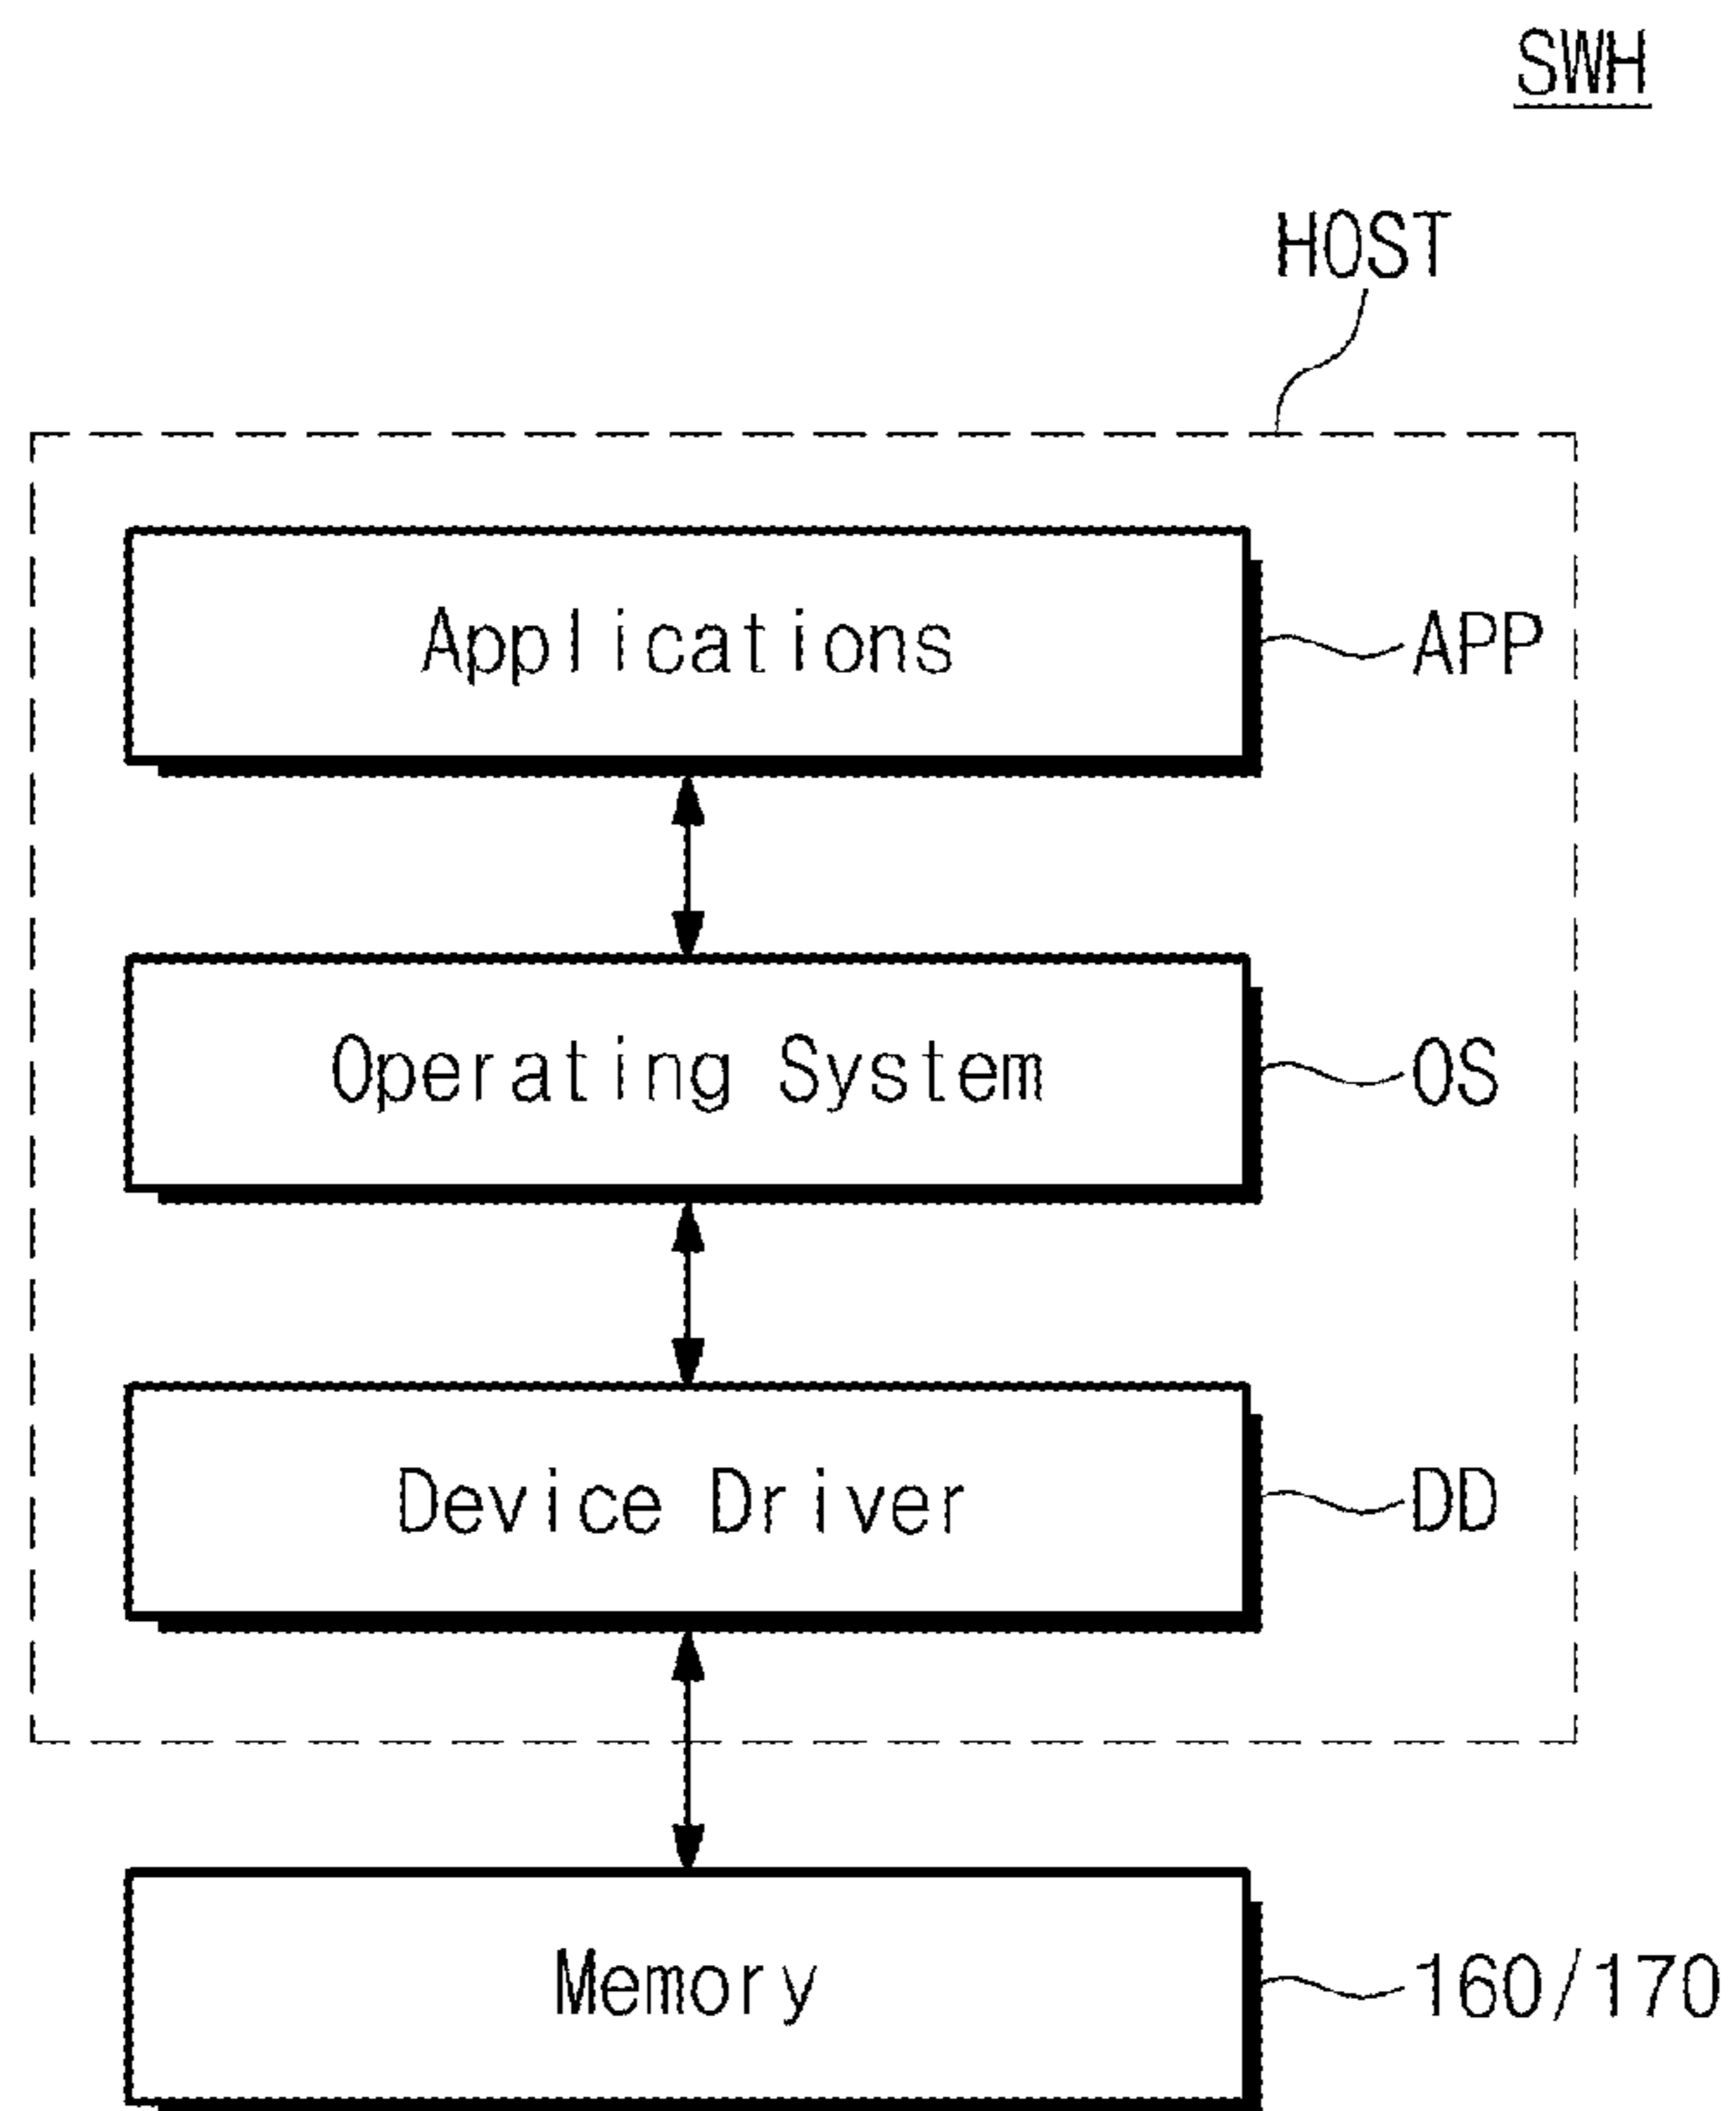 SWH
HOST
Applications
APP
Operating System
OS
Device Driver
DD
Memory
160/170